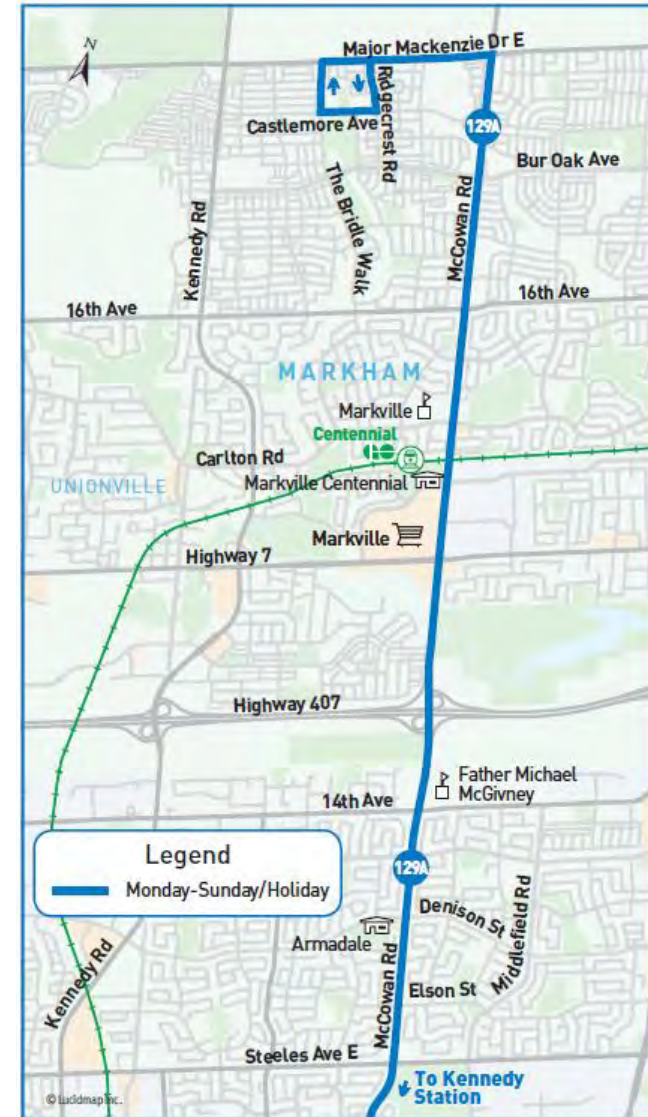 N
Major Mackenzie Dr E
Ridgecrest Rd
Castlemore Ave
129A
Bur Oak Ave
The Bridle Walk
McCowan Rd
Kennedy Rd
16th Ave
16th Ave
MARKHAM
Markville
Centennial
GO
Carlton Rd
Markville Centennial
UNIONVILLE
Markville
Highway 7
Highway 407
Father Michael
McGivney
14th Ave
Legend
Monday-Sunday/Holiday
129A
Denison St
Middlefield Rd
Armadale
McCowan Rd
Kennedy Rd
Elson St
Steeles Ave E
To Kennedy
Station
© Lucidmap Inc.